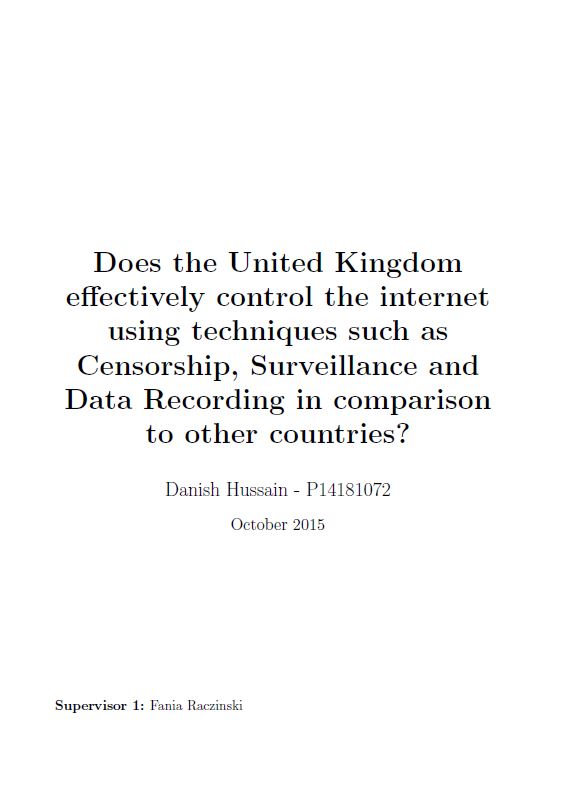 Does the United Kingdom
effectively control the internet
using techniques such as
Censorship, Surveillance and
Data Recording in comparison
to other countries?
Danish Hussain - P14181072
October 2015
Supervisor 1: Fania Raczinski